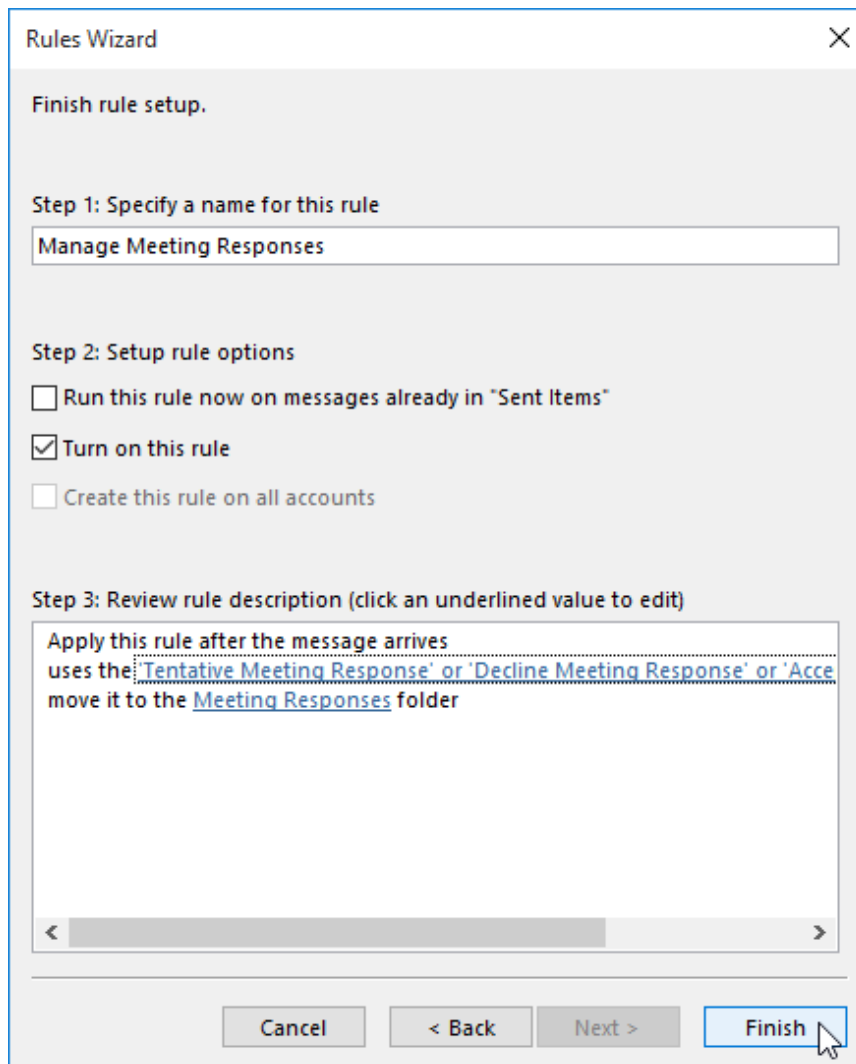 Rules Wizard
Finish rule setup.
Step 1: Specify a name for this rule
Manage Meeting Responses
Step 2: Setup rule options
Run this rule now on messages already in "Sent Items"
Turn on this rule
Create this rule on all accounts
Step 3: Review rule description (click an underlined value to edit)
Apply this rule after the message arrives
uses the 'Tentative Meeting Response' or 'Decline Meeting Response' or 'Acce
move it to the Meeting Responses folder
Cancel < Back Next > Finish